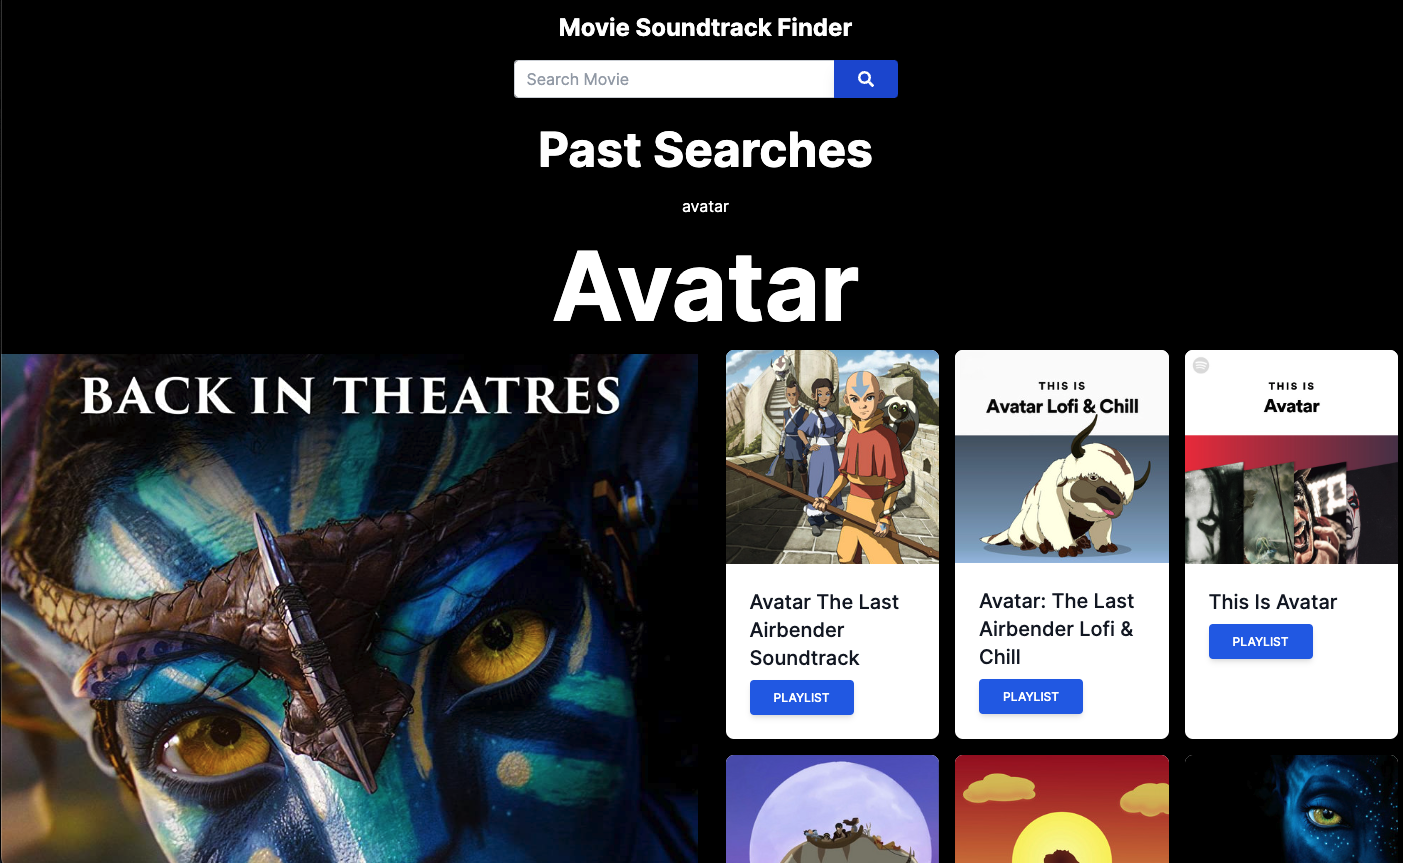 Movie Soundtrack Finder
Search Movie
Past Searches
avatar
Avatar
BACK IN THEATRES
THIS IS
Avatar Lofi & Chill
THIS IS
Avatar
Avatar The Last
Airbender
Soundtrack
PLAYLIST
Avatar: The Last
Airbender Lofi &
Chill
PLAYLIST
This Is Avatar
PLAYLIST